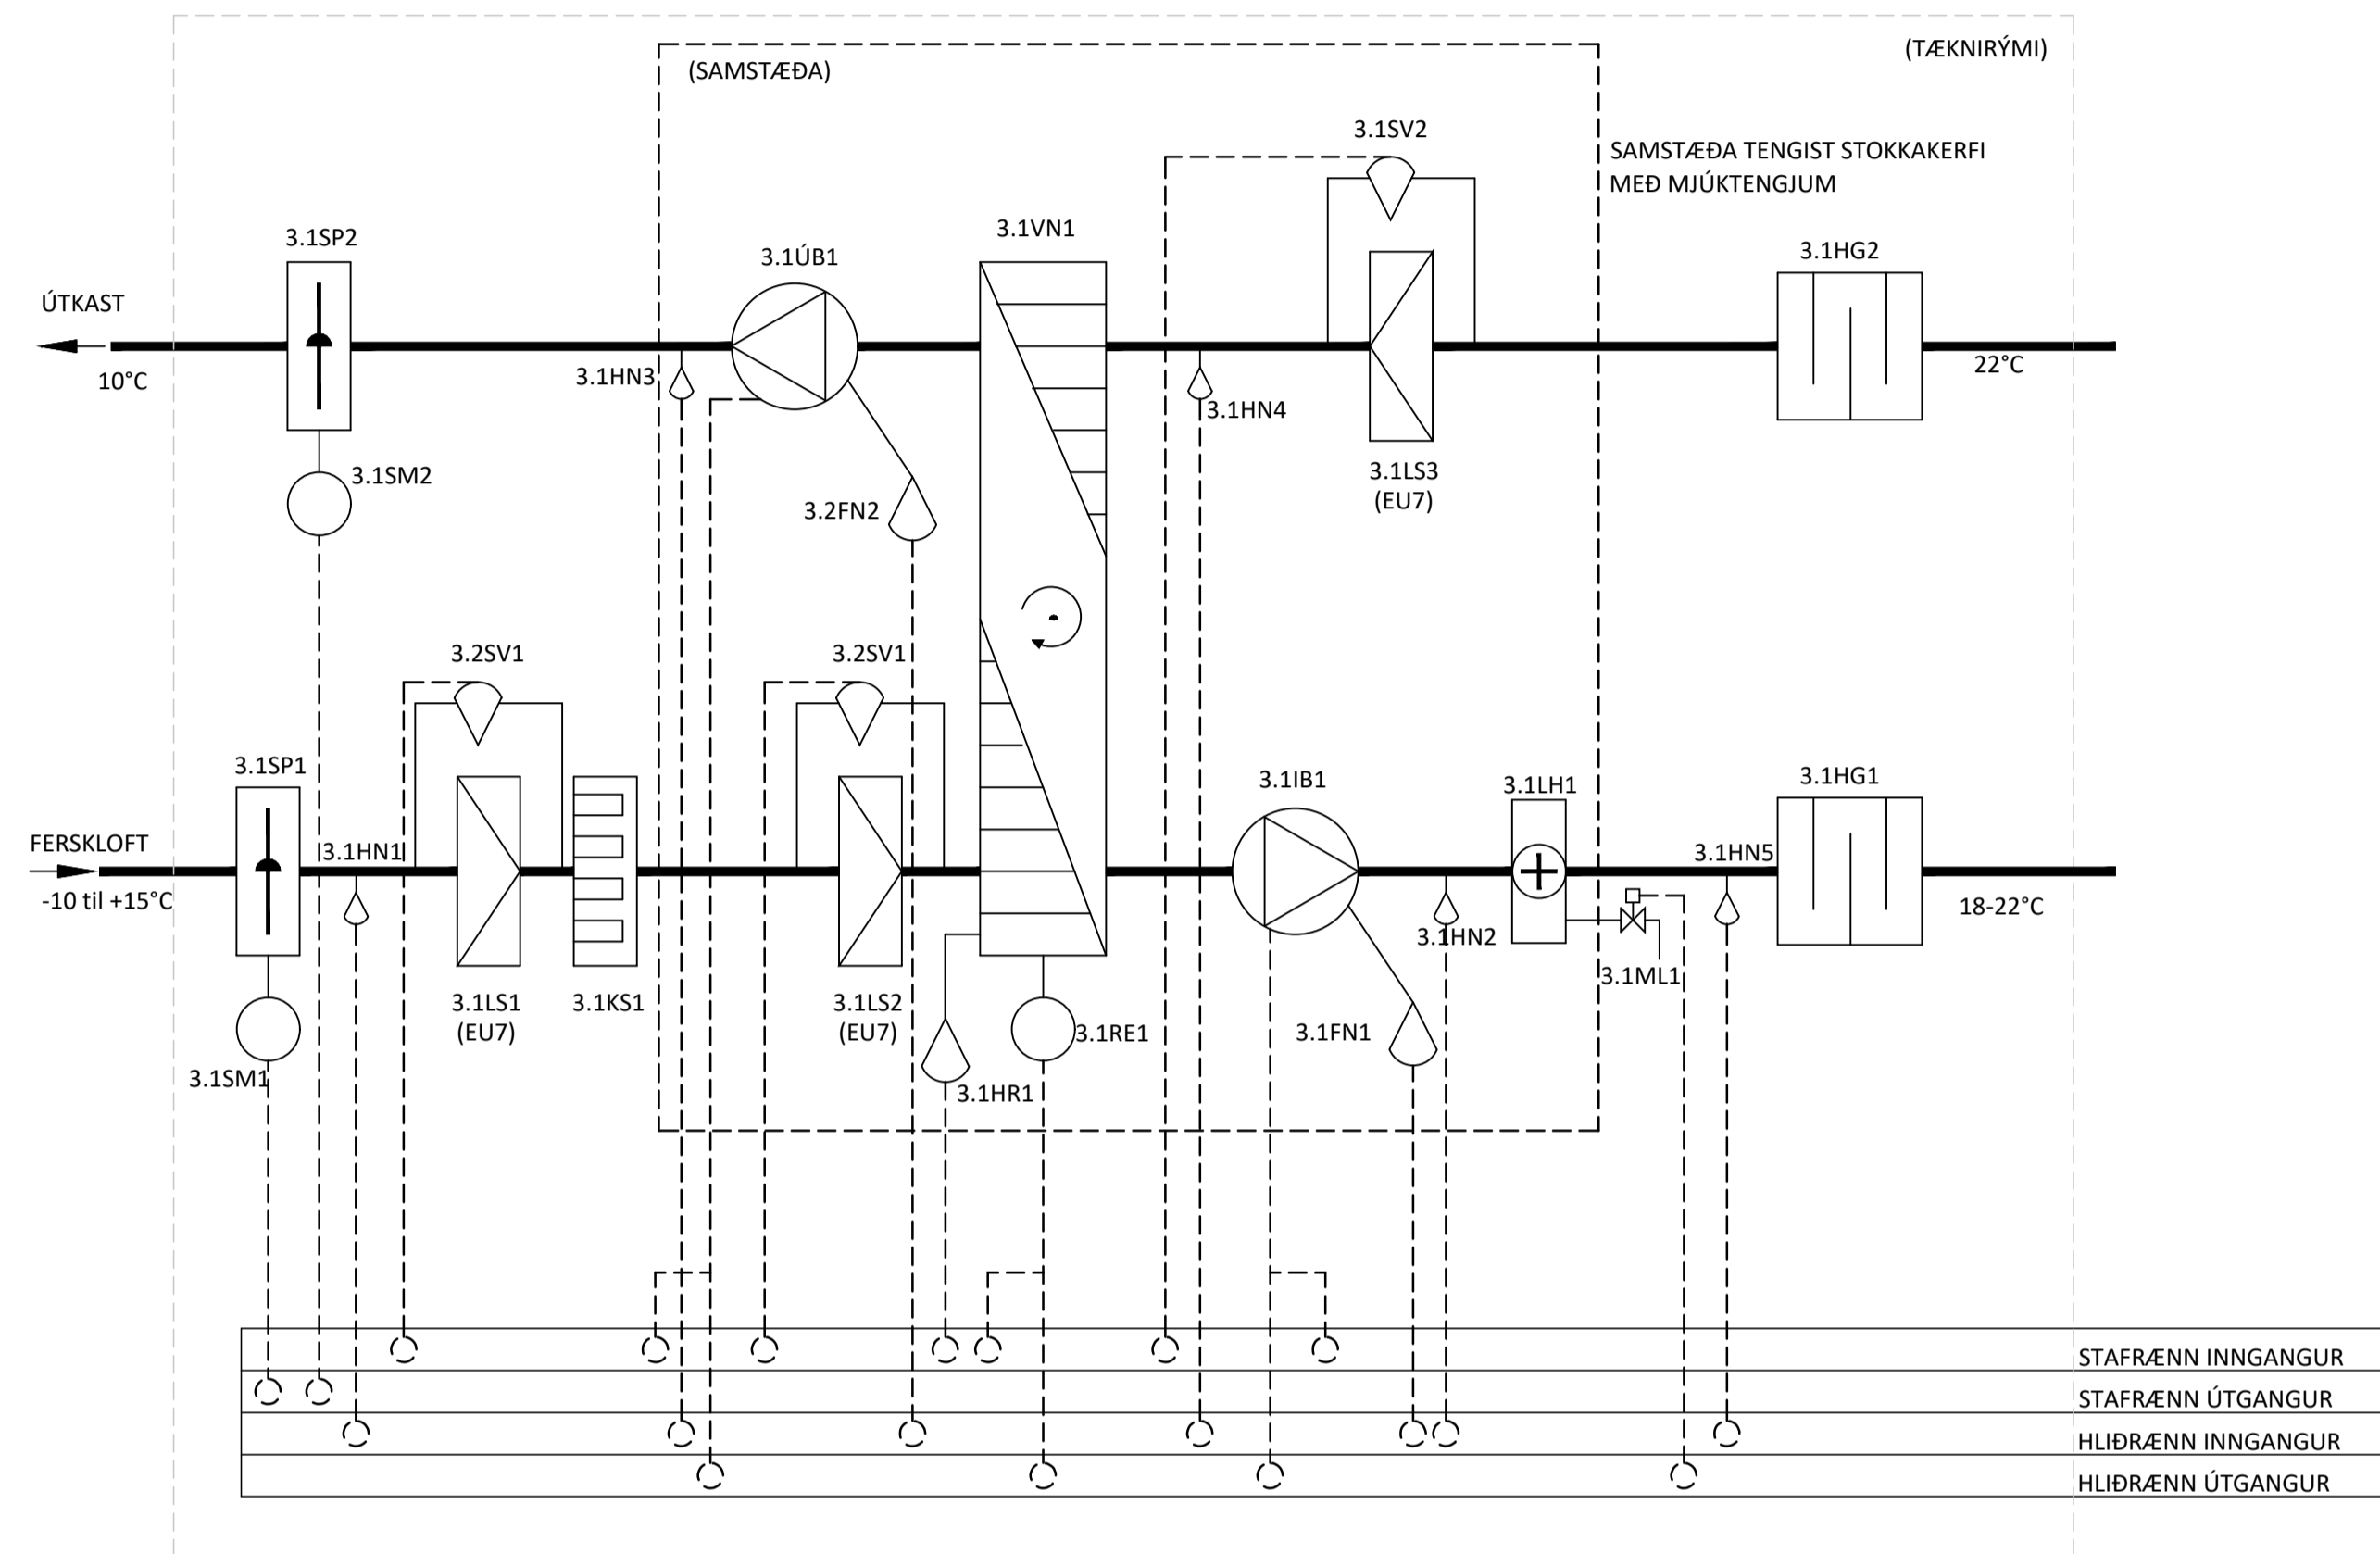 (TÆKNIRÝMI)
(SAMSTÆÐA)
3.1SV2
SAMSTÆÐA TENGIST STOKKAKERFI
MEÐ MJÚKTENGJUM
3.1SP2
3.1ÚB1
3.1VN1
3.1HG2
ÚTKAST
10°C
3.1HN3
3.1HN4
22°C
3.1SM2
3.2FN2
3.1LS3
(EU7)
3.2SV1
3.2SV1
3.1SP1
3.1IB1
3.1LH1
3.1HG1
FERSKLOFT
-10 til +15°C
3.1HN1
3.1HN5
18-22°C
3.1HN2
3.1ML1
3.1LS1
(EU7)
3.1KS1
3.1LS2
(EU7)
3.1RE1
3.1FN1
3.1SM1
3.1HR1
STAFRÆNN INNGANGUR
STAFRÆNN ÚTGANGUR
HLIÐRÆNN INNGANGUR
HLIÐRÆNN ÚTGANGUR